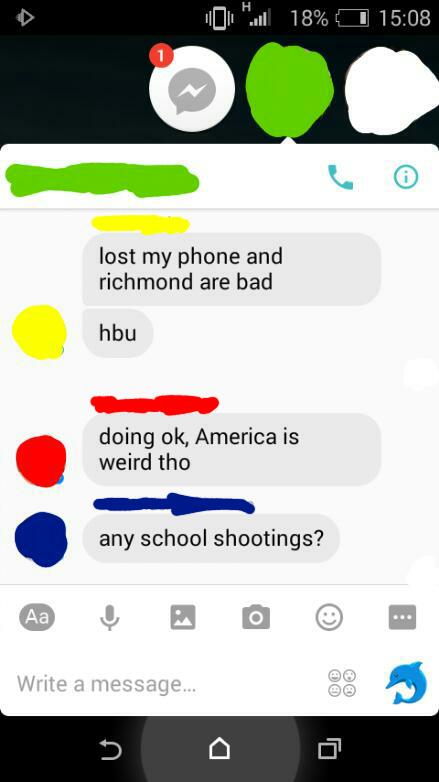 H
18%
15:08
1
lost my phone and
richmond are bad
hbu
doing ok, America is
weird tho
any school shootings?
Aa
Write a message...